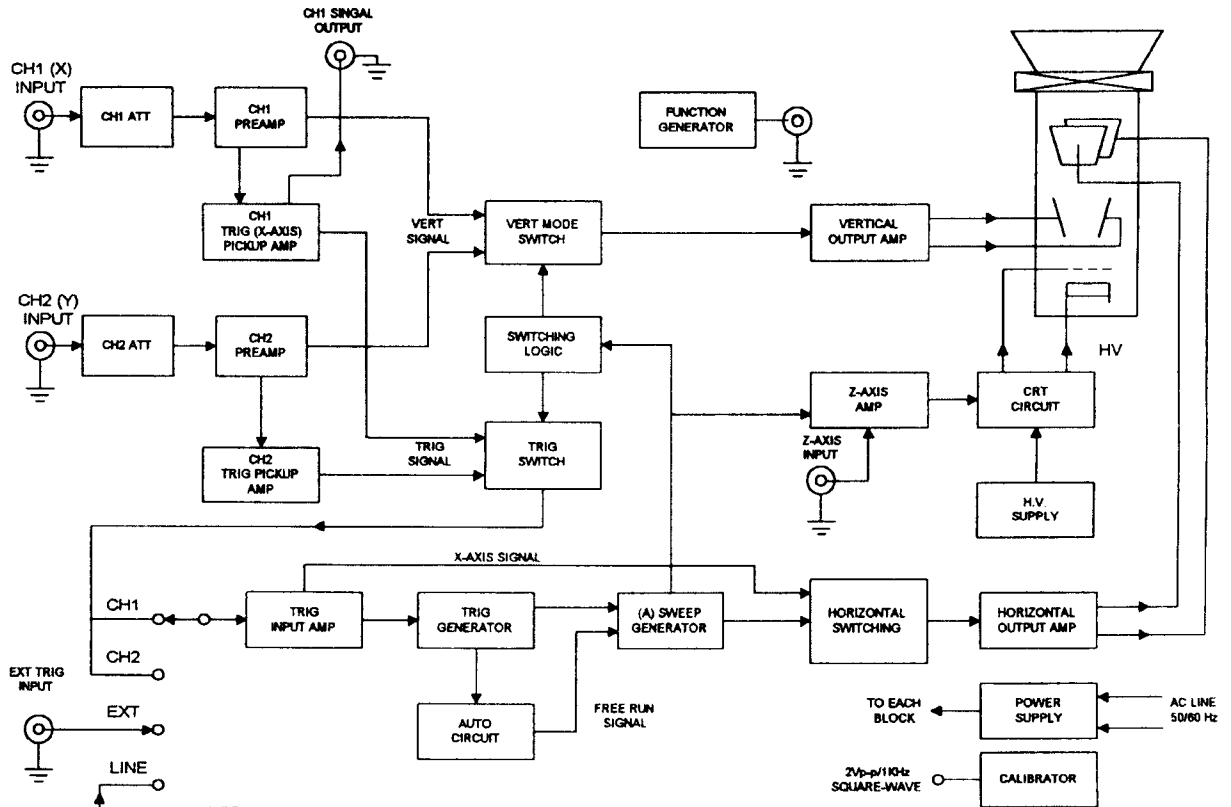 CH1 SINGAL
OUTPUT
CH1 (X)
INPUT
CH1 ATT
CH1
PREAMP
FUNCTION
GENERATOR
CH1
TRIG (X-AXIS)
PICKUP AMP
VERT
SIGNAL
VERT MODE
SWITCH
VERTICAL
OUTPUT AMP
CH2 (Y)
INPUT
CH2 ATT
CH2
PREAMP
SWITCHING
LOGIC
HV
Z-AXIS
AMP
CRT
CIRCUIT
CH2
TRIG PICKUP
AMP
TRIG
SIGNAL
TRIG
SWITCH
Z-AXIS
INPUT
H.V.
SUPPLY
X-AXIS SIGNAL
CH1
TRIG
INPUT AMP
TRIG
GENERATOR
(A) SWEEP
GENERATOR
HORIZONTAL
SWITCHING
HORIZONTAL
OUTPUT AMP
CH2
EXT TRIG
INPUT
EXT
AUTO
CIRCUIT
FREE RUN
SIGNAL
TO EACH
BLOCK
POWER
SUPPLY
AC LINE
50/60 Hz
LINE
2Vp-p/1KHz
SQUARE-WAVE
CALIBRATOR